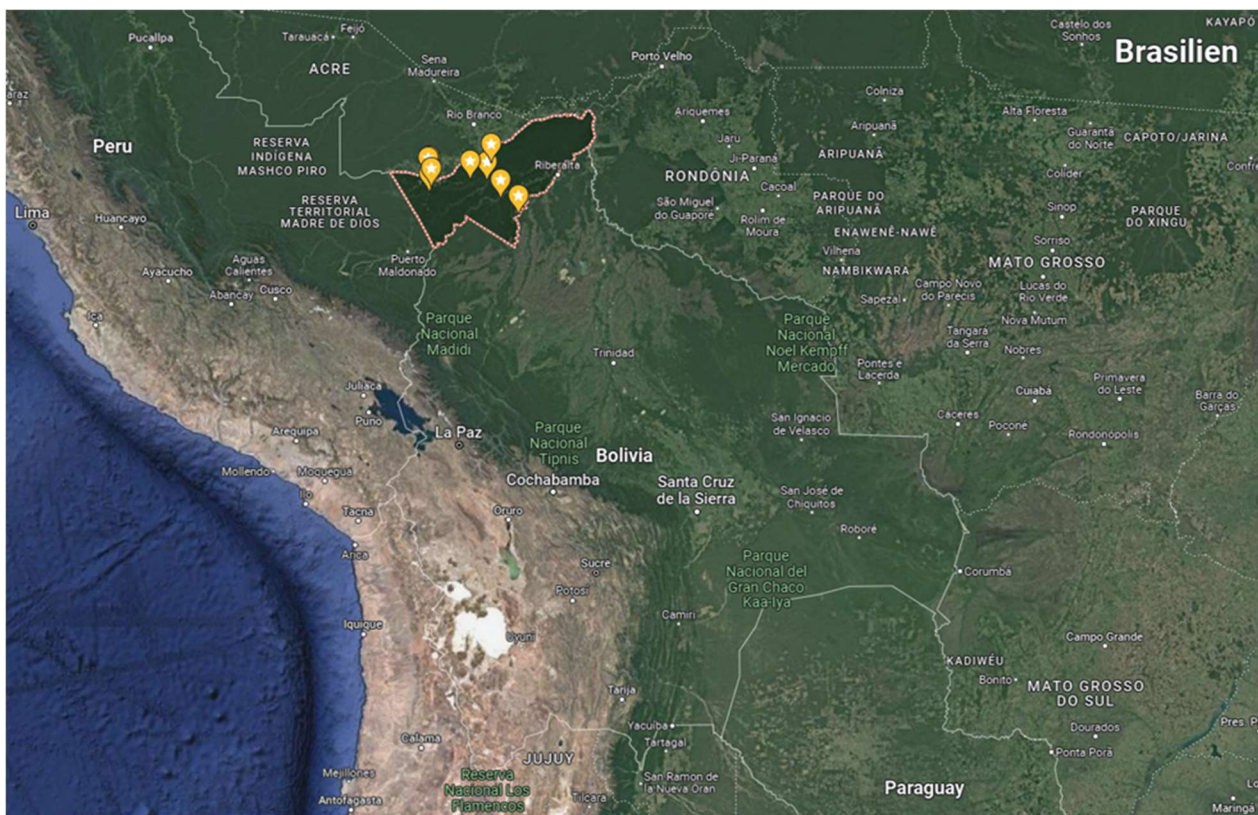 KAYAPÓ
Castelo dos
Sonhos
Feijó
Tarauacá
Pucallpa
Brasilien
ACRE
Sena
Madureira
Porto Velho
Colniza
Alta Floresta
Rio Branco
Ariquemes
Guarantã
do Norte
CAPOTO/JARINA
Aripuanã
Jaru
Peru
RESERVA
INDÍGENA
MASHCO PIRO
Ji-Paraná
ARIPUANÃ
Riberalta
RONDÔNIA
Colider
Cacoal
RESERVA
TERRITORIAL
MADRE DE DIOS
São Miguel
do Guaporé
Rolim de
Moura
PARQUE DO
ARIPUANÃ
Sinop
PARQUE
DO XINGU
Lima
Huancayo
ENAWENÊ-NAWÊ
Vilhena
Sorriso
MATO GROSSO
NAMBIKWARA
Puerto
Maldonado
Aguas
Calientes
Ayacucho
Cusco
Abancay
Campo Novo
do Parecis
Lucas do
Rio Verde
Sapezal
Ica
Nova Mutum
Parque
Nacional
Madidi
Parque
Nacional
Noel Kempff
Mercado
Tangará
da Serra
Nobres
Trinidad
Pontes e
Lacerda
Juliaca
Puno
Cuiabá
Primavera
do Leste
Barra do
Garças
Cáceres
Poconé
Rondonópolis
San Ignacio
de Velasco
Arequipa
La Paz
Parque
Nacional
Tipnis
Bolivia
Mollendo
Moquegua
Ilo
Cochabamba
Santa Cruz
de la Sierra
San José de
Chiquitos
Tacna
Oruro
Roboré
Arica
Sucre
Parque
Nacional del
Gran Chaco
Kaa-Iya
Corumbá
Potosí
Camiri
Iquique
Uyuni
Campo Grande
KADIWÉU
Bonito
MATO GROSSO
DO SUL
Tarija
Yacuiba
Tartagal
Dourados
Ponta Porã
Calama
JUJUY
Mejillones
Reserva
Nacional Los
Flamencos
San Ramon de
la Nueva Oran
Antofagasta
Tilcara
Paraguay
Maringá